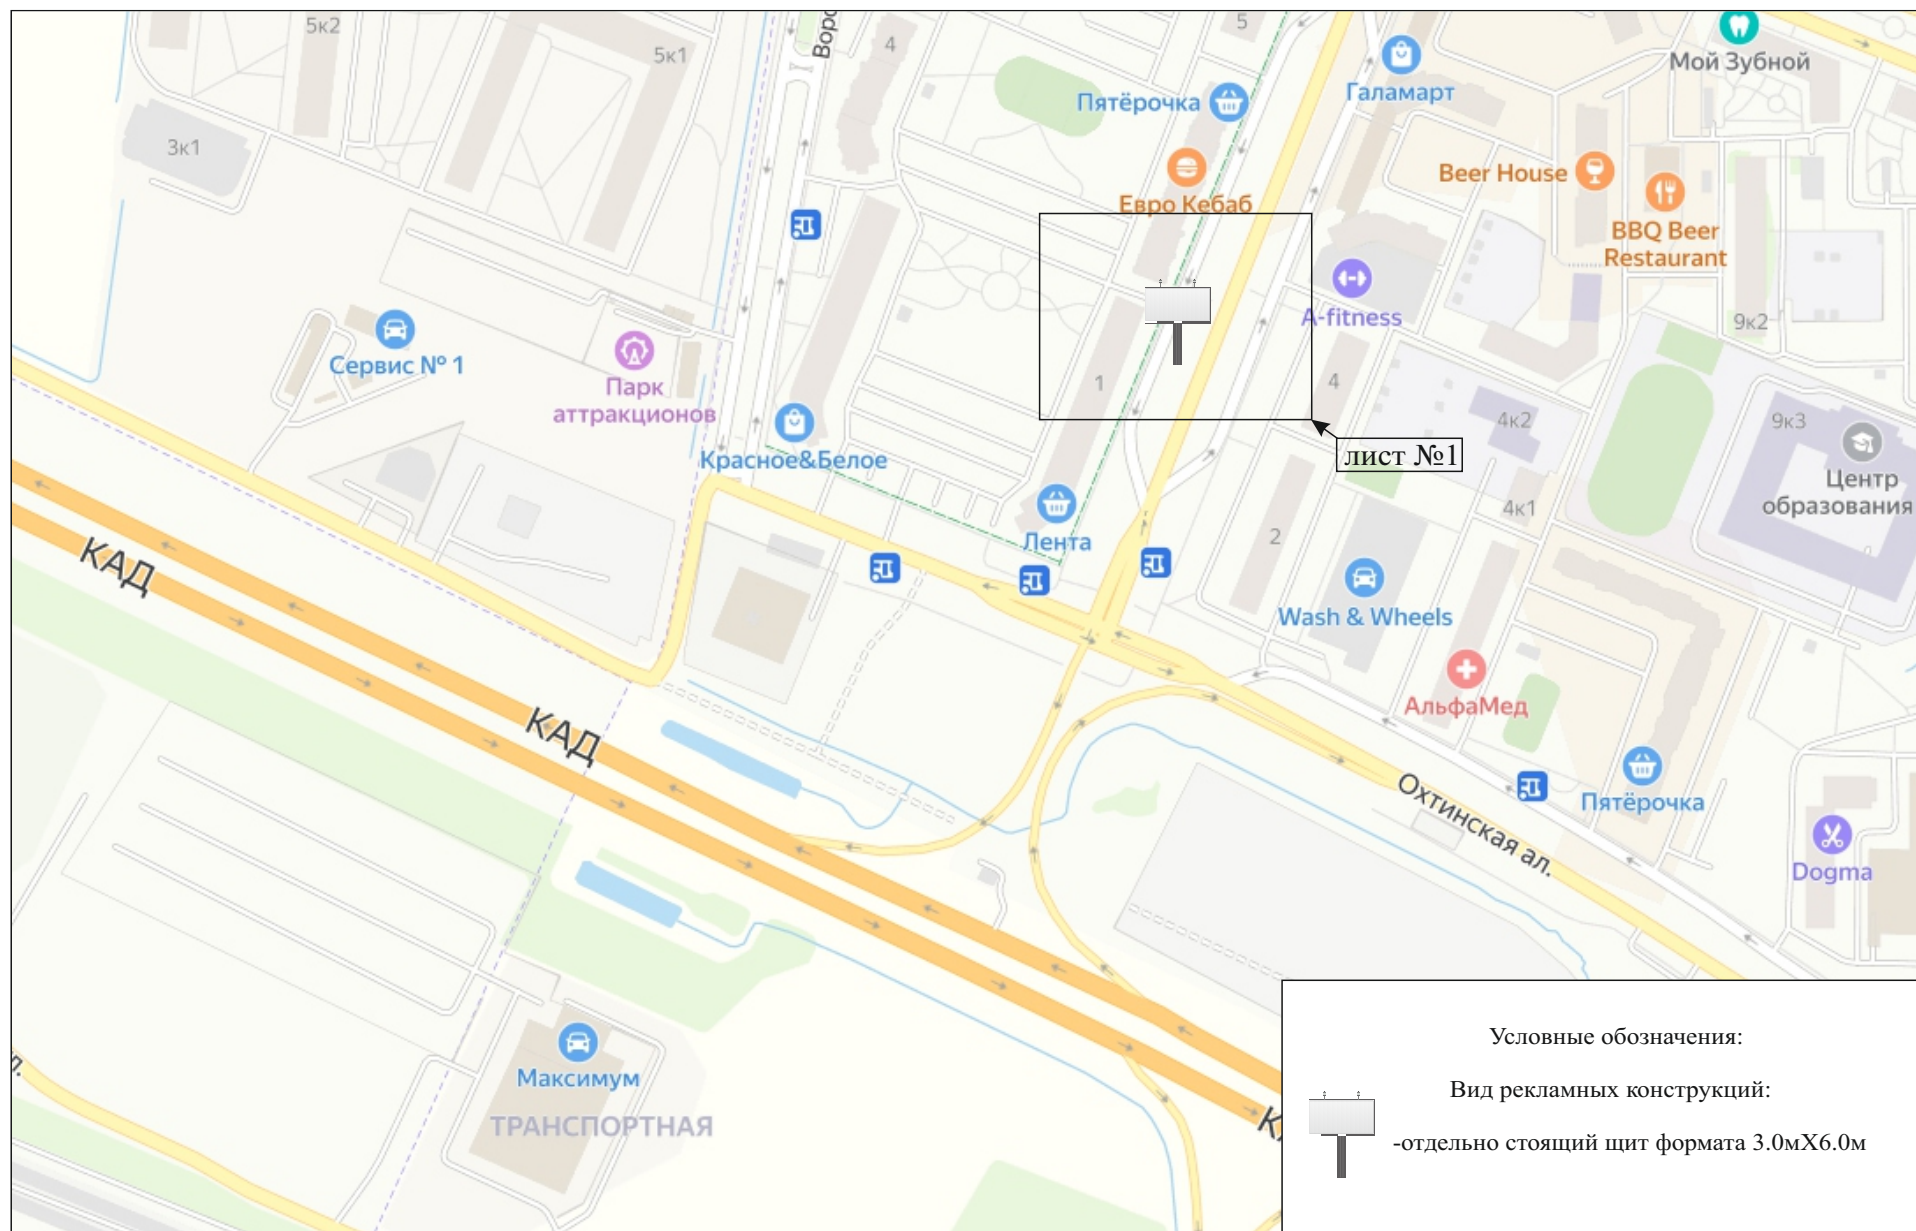 5к2
5к1
Воро
4
5
Мой Зубной
Галамарт
Пятёрочка
3к1
Beer House
Евро Кебаб
BBQ Beer
Restaurant
A-fitness
9к2
Сервис № 1
Парк
аттракционов
1
4
4к2
9к3
Красное&Белое
лист №1
Центр
образования
4к1
Лента
2
КАД
Wash & Wheels
АльфаМед
КАД
Охтинская ал.
Пятёрочка
Dogma
Максимум
ТРАНСПОРТНАЯ
л.
КА
Условные обозначения:
Вид рекламных конструкций:
-отдельно стоящий щит формата 3.0мX6.0м